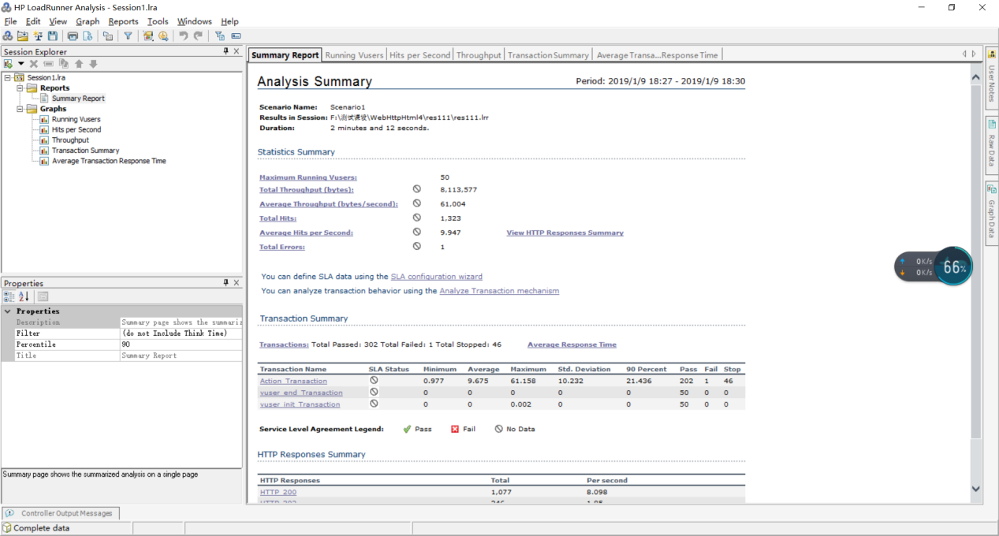 HP LoadRunner Analysis - Session1.lra
File Edit View Graph Reports Tools Windows Help
Session Explorer
Session1.lra
Reports
Summary Report
Graphs
Running Vusers
Hits per Second
Throughput
Transaction Summary
Average Transaction Response Time
Properties
Properties
Description Summary page shows the summari
Filter (do not Include Think Time)
Percentile 90
Title Summary Report
Summary page shows the summarized analysis on a single page
Summary Report Running Vusers Hits per Second Throughput Transaction Summary Average Transa...Response Time
Analysis Summary Period: 2019/1/9 18:27 - 2019/1/9 18:30
Scenario Name: Scenario1
Results in Session: F:\测试课设\WebHttpHtml4\res111\res111.lrr
Duration: 2 minutes and 12 seconds.
Statistics Summary
Maximum Running Vusers: 50
Total Throughput (bytes): 8,113,577
Average Throughput (bytes/second): 61,004
Total Hits: 1,323
Average Hits per Second: 9.947 View HTTP Responses Summary
Total Errors: 1
You can define SLA data using the SLA configuration wizard
You can analyze transaction behavior using the Analyze Transaction mechanism
Transaction Summary
Transactions: Total Passed: 302 Total Failed: 1 Total Stopped: 46 Average Response Time
Transaction Name SLA Status Minimum Average Maximum Std. Deviation 90 Percent Pass Fail Stop
Action_Transaction 0.977 9.675 61.158 10.232 21.436 202 1 46
vuser_end_Transaction 0 0 0 0 0 50 0 0
vuser_init_Transaction 0 0 0.002 0 0 50 0 0
Service Level Agreement Legend: Pass Fail No Data
HTTP Responses Summary
HTTP Responses Total Per second
HTTP_200 1,077 8.098
User Notes
Raw Data
Graph Data
0K/s
0K/s
66%
Controller Output Messages
Complete data